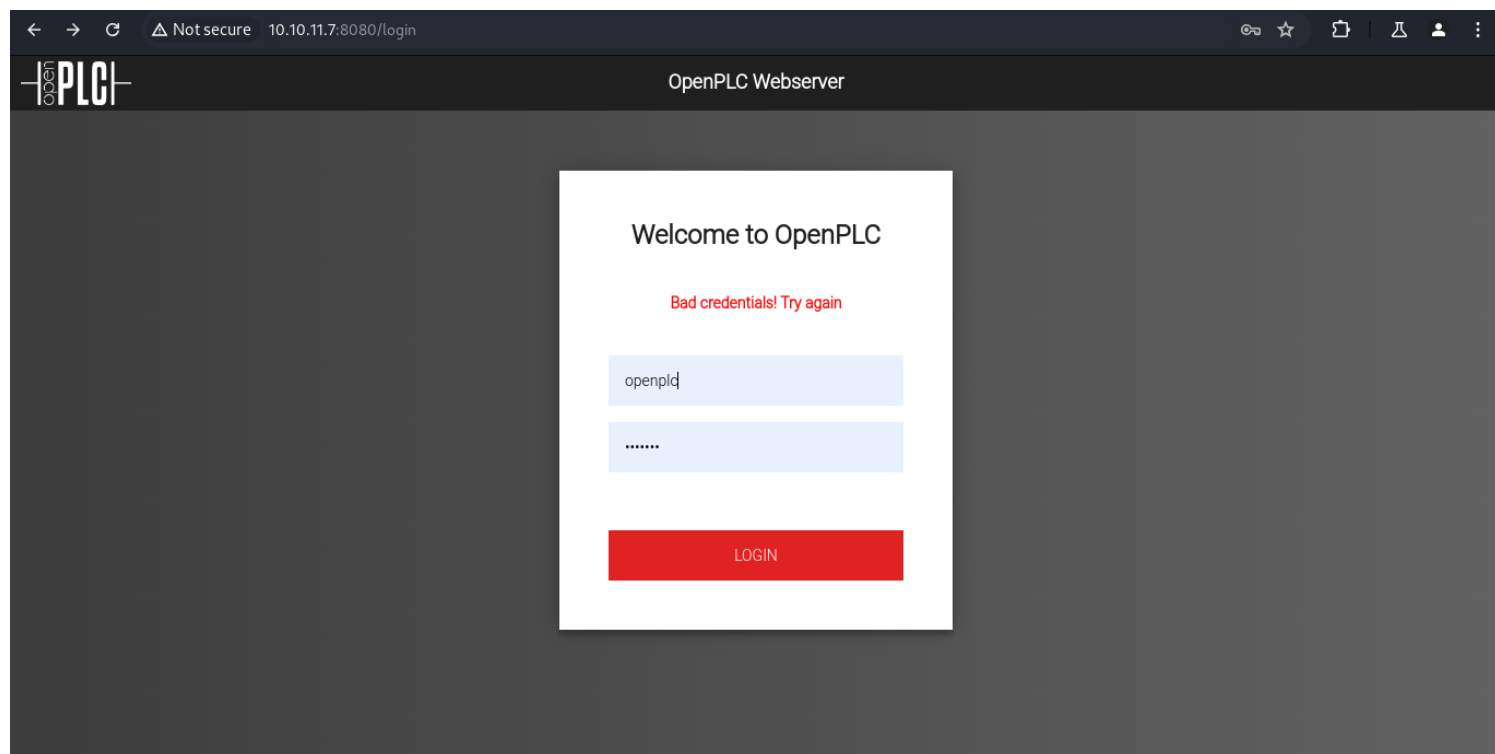 Not secure 10.10.11.7:8080/login
open PLC OpenPLC Webserver
Welcome to OpenPLC
Bad credentials! Try again
openplc
•••••••
LOGIN